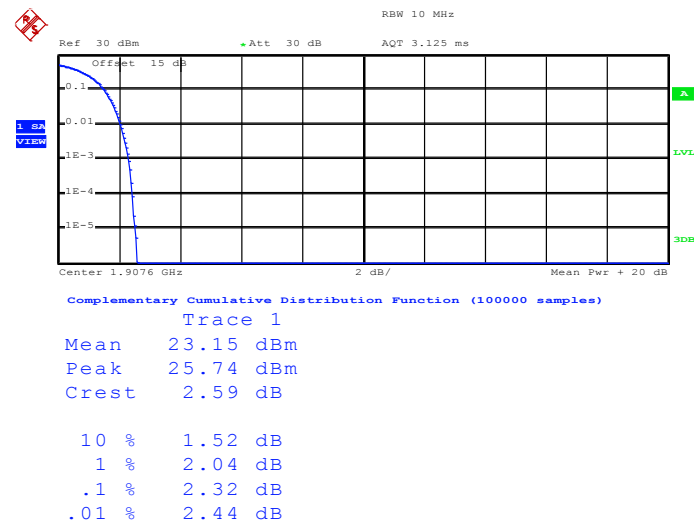 RBW 10 MHz
Ref 30 dBm * Att 30 dB AQT 3.125 ms
Offset 15 dB
0.1
A
0.01
1 SA
VIEW
1E-3
LVL
1E-4
1E-5
3DB
Center 1.9076 GHz 2 dB/ Mean Pwr + 20 dB
Complementary Cumulative Distribution Function (100000 samples)
Trace 1
Mean 23.15 dBm
Peak 25.74 dBm
Crest 2.59 dB
10 % 1.52 dB
1 % 2.04 dB
.1 % 2.32 dB
.01 % 2.44 dB